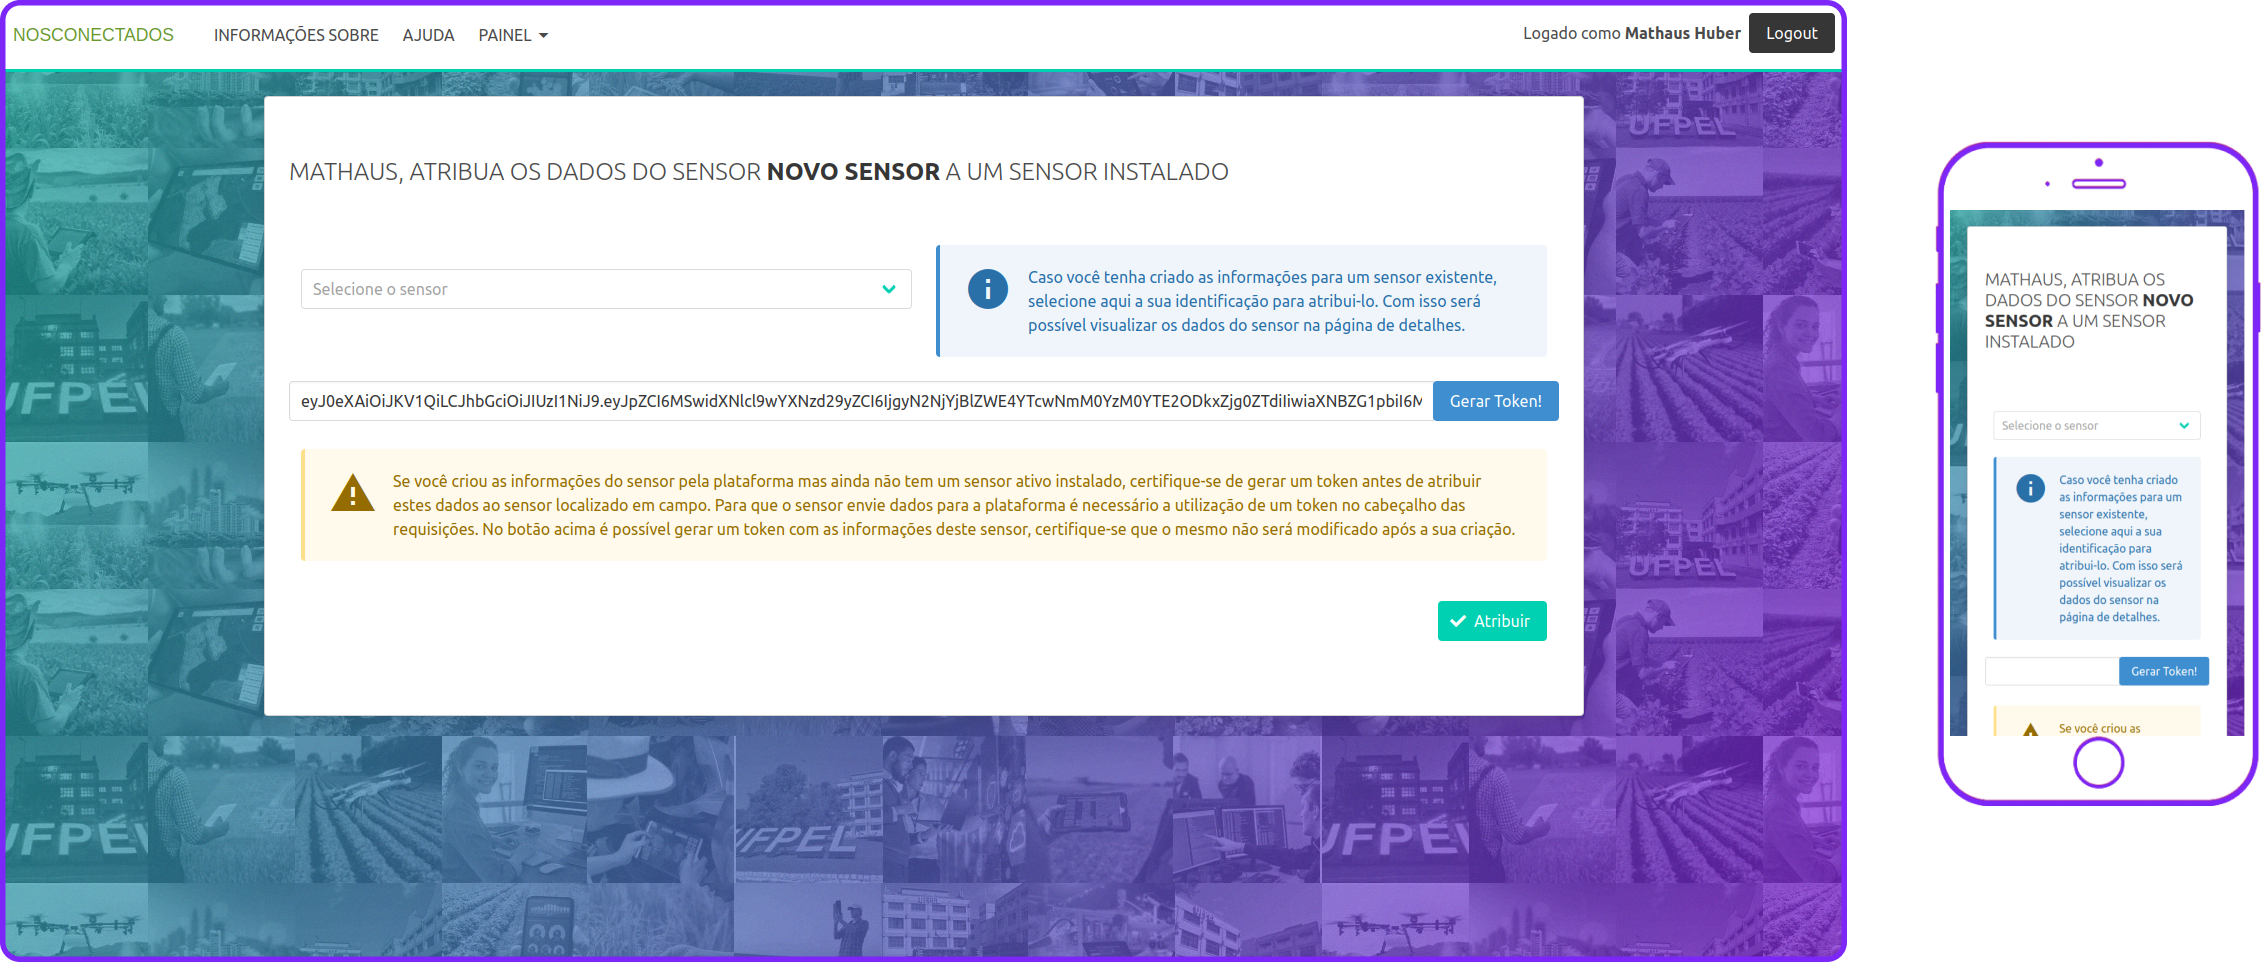 NOSCONECTADOS INFORMAÇÕES SOBRE AJUDA PAINEL Logado como Mathaus Huber Logout
MATHAUS, ATRIBUA OS DADOS DO SENSOR NOVO SENSOR A UM SENSOR INSTALADO
Selecione o sensor
Caso você tenha criado as informações para um sensor existente,
selecione aqui a sua identificação para atribui-lo. Com isso será
possível visualizar os dados do sensor na página de detalhes.
eyJ0eXAiOiJKV1QiLCJhbGciOiJIUzI1NiJ9.eyJpZCI6MSwidXNlcl9wYXNzd29yZCI6IjgyN2NjYjBlZWE4YTcwNmM0YzM0YTE2ODkxZjg0ZTdiIiwiaXNBZG1pbiI6M Gerar Token!
Se você criou as informações do sensor pela plataforma mas ainda não tem um sensor ativo instalado, certifique-se de gerar um token antes de atribuir
estes dados ao sensor localizado em campo. Para que o sensor envie dados para a plataforma é necessário a utilização de um token no cabeçalho das
requisições. No botão acima é possível gerar um token com as informações deste sensor, certifique-se que o mesmo não será modificado após a sua criação.
Atribuir
UFPEL
UFPEL
UFPEL
UFPEL
UFPEL
UFPEL
MATHAUS, ATRIBUA OS
DADOS DO SENSOR NOVO
SENSOR A UM SENSOR
INSTALADO
Selecione o sensor
Caso você tenha criado
as informações para um
sensor existente,
selecione aqui a sua
identificação para
atribui-lo. Com isso será
possível visualizar os
dados do sensor na
página de detalhes.
Gerar Token!
Se você criou as